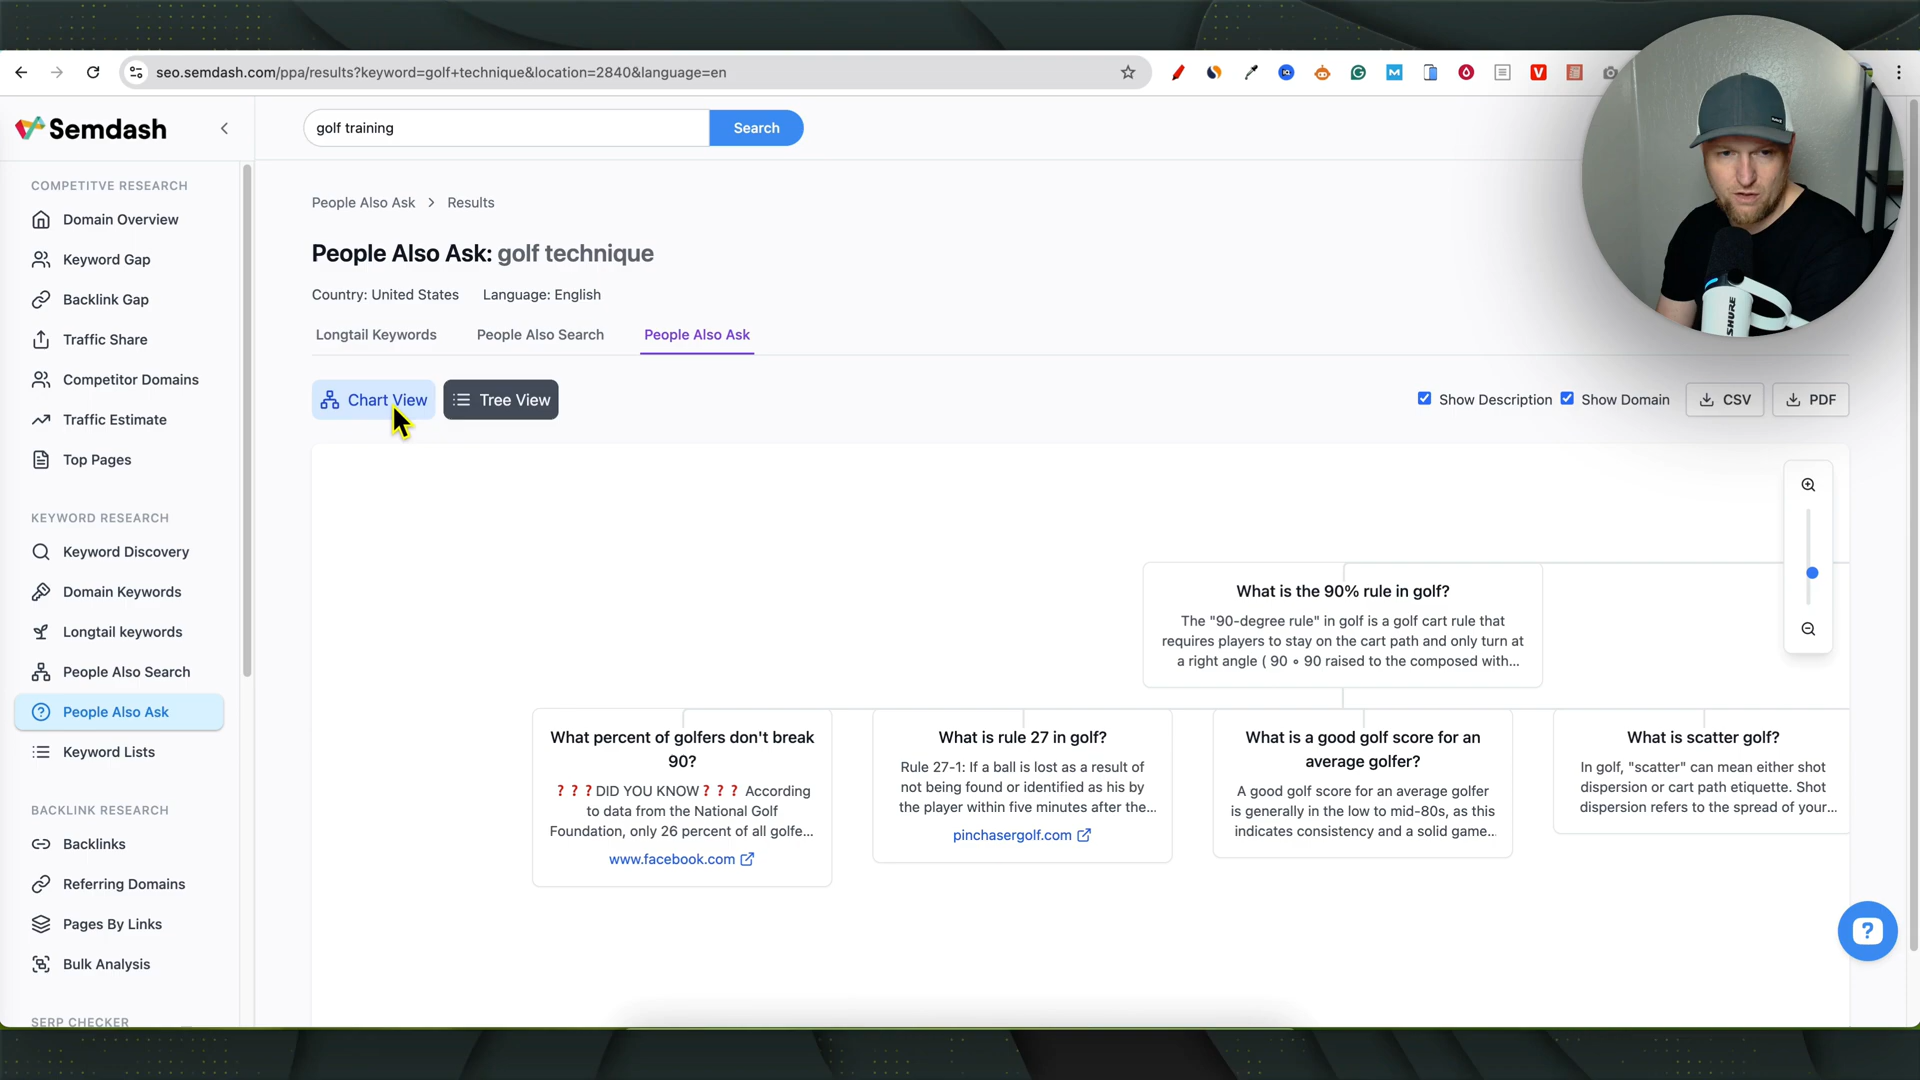 seo.semdash.com/ppa/results?keyword=golf+technique&location=2840&language=en
Semdash
golf training
Search
COMPETITVE RESEARCH
Domain Overview
Keyword Gap
Backlink Gap
Traffic Share
Competitor Domains
Traffic Estimate
Top Pages
KEYWORD RESEARCH
Keyword Discovery
Domain Keywords
Longtail keywords
People Also Search
People Also Ask
Keyword Lists
BACKLINK RESEARCH
Backlinks
Referring Domains
Pages By Links
Bulk Analysis
SERP CHECKER
People Also Ask > Results
People Also Ask: golf technique
Country: United States Language: English
Longtail Keywords People Also Search People Also Ask
Chart View Tree View
Show Description Show Domain CSV PDF
What is the 90% rule in golf?
The "90-degree rule" in golf is a golf cart rule that
requires players to stay on the cart path and only turn at
a right angle ( 90 ∘ 90 raised to the composed with...
What percent of golfers don't break
90?
❓❓❓DID YOU KNOW❓❓❓ According
to data from the National Golf
Foundation, only 26 percent of all golfe...
www.facebook.com
What is rule 27 in golf?
Rule 27-1: If a ball is lost as a result of
not being found or identified as his by
the player within five minutes after the...
pinchasergolf.com
What is a good golf score for an
average golfer?
A good golf score for an average golfer
is generally in the low to mid-80s, as this
indicates consistency and a solid game...
What is scatter golf?
In golf, "scatter" can mean either shot
dispersion or cart path etiquette. Shot
dispersion refers to the spread of your...
SHURE